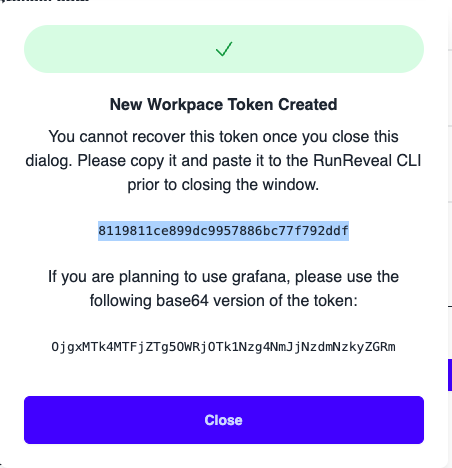 New Workpace Token Created
You cannot recover this token once you close this
dialog. Please copy it and paste it to the RunReveal CLI
prior to closing the window.
8119811ce899dc9957886bc77f792ddf
If you are planning to use grafana, please use the
following base64 version of the token:
OjgxMTk4MTFjZTg5OWRjOTk1Nzg4NmJjNzdmNzkyZGRm
Close